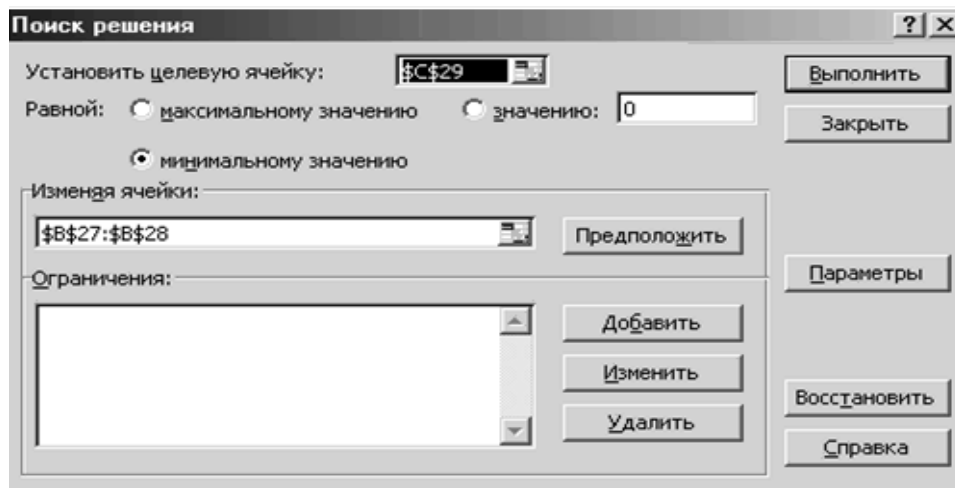 Поиск решения ? ×
Установить целевую ячейку: $C$29 Выполнить
Равной: максимальному значению значению: 0 Закрыть
минимальному значению
Изменяя ячейки:
$B$27:$B$28 Предположить
Ограничения: Параметры
Добавить
Изменить
Восстановить
Удалить
Справка